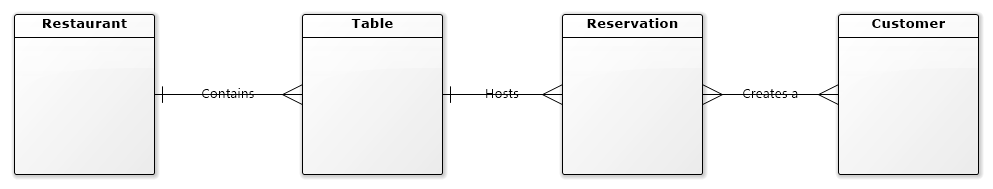 Restaurant
Table
Reservation
Customer
Contains
Hosts
Creates a